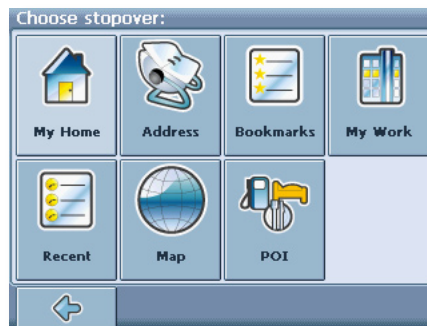 Choose stopover:
My Home
Address
Bookmarks
My Work
Recent
Map
POI